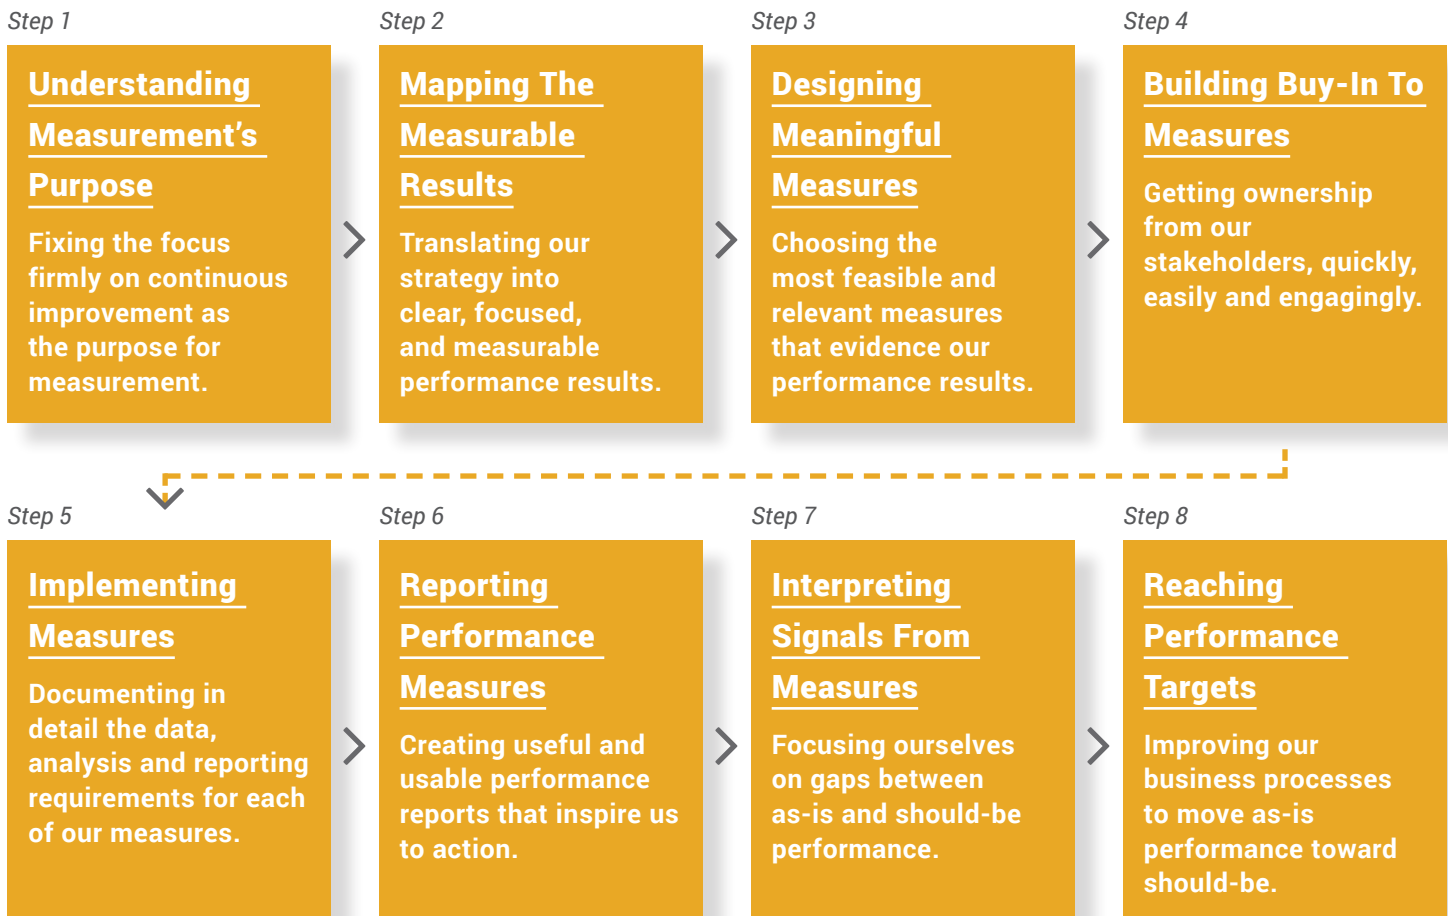 Step 1
Understanding
Measurement’s
Purpose
Fixing the focus
firmly on continuous
improvement as
the purpose for
measurement.
Step 2
Mapping The
Measurable
Results
Translating our
strategy into
clear, focused,
and measurable
performance results.
Step 3
Designing
Meaningful
Measures
Choosing the
most feasible and
relevant measures
that evidence our
performance results.
Step 4
Building Buy-In To
Measures
Getting ownership
from our
stakeholders, quickly,
easily and engagingly.
Step 5
Implementing
Measures
Documenting in
detail the data,
analysis and reporting
requirements for each
of our measures.
Step 6
Reporting
Performance
Measures
Creating useful and
usable performance
reports that inspire us
to action.
Step 7
Interpreting
Signals From
Measures
Focusing ourselves
on gaps between
as-is and should-be
performance.
Step 8
Reaching
Performance
Targets
Improving our
business processes
to move as-is
performance toward
should-be.